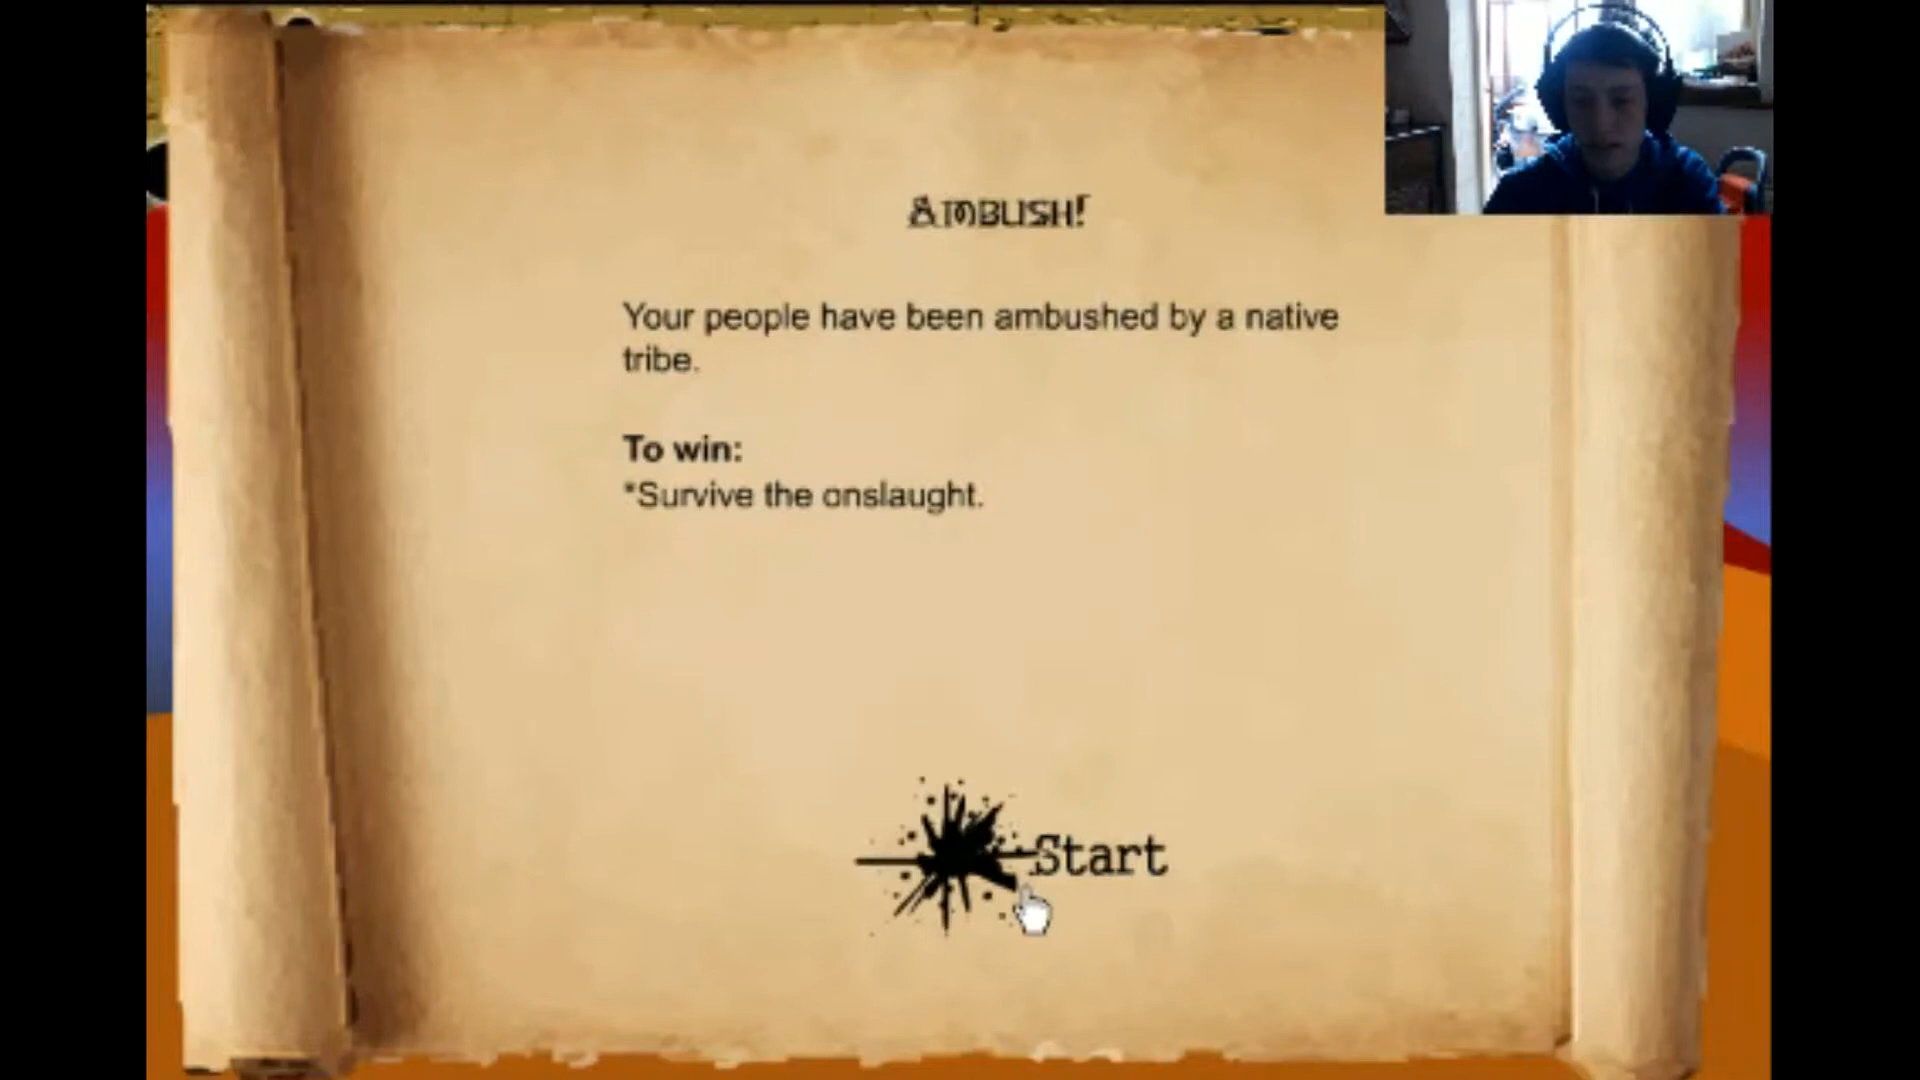 AMBUSH!
Your people have been ambushed by a native
tribe.
To win:
*Survive the onslaught.
Start